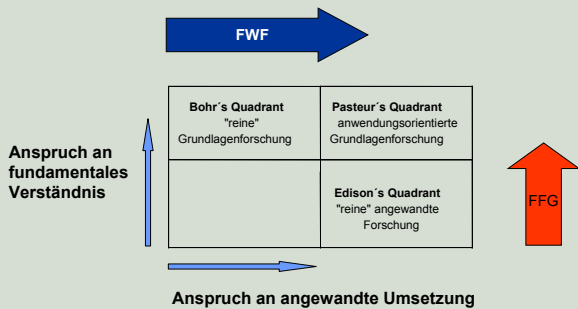 FWF
Bohr´s Quadrant
"reine"
Grundlagenforschung
Pasteur´s Quadrant
anwendungsorientierte
Grundlagenforschung
Anspruch an
fundamentales
Verständnis
Edison´s Quadrant
"reine" angewandte
Forschung
FFG
Anspruch an angewandte Umsetzung